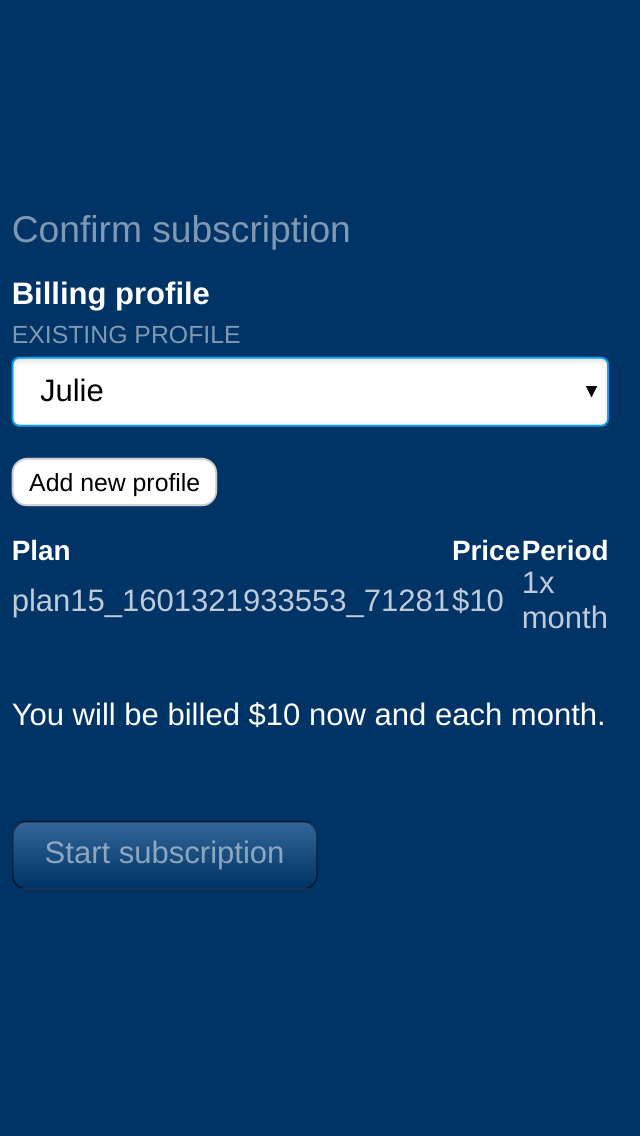 Confirm subscription
Billing profile
EXISTING PROFILE
Julie
Add new profile
Plan Price Period
plan15_1601321933553_71281 $10 1x month
You will be billed $10 now and each month.
Start subscription